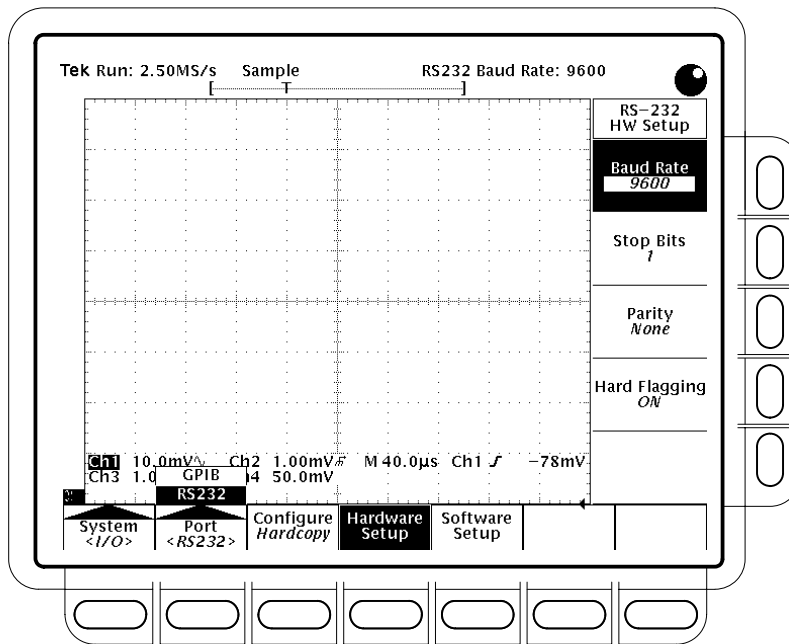 Tek Run: 2.50MS/s Sample RS232 Baud Rate: 9600
[ T ]
RS-232
HW Setup
Baud Rate
9600
Stop Bits
1
Parity
None
Hard Flagging
ON
Ch1 10.0mV Ch2 1.00mV M 40.0µs Ch1 -78mV
Ch3 1.0 4 50.0mV
GPIB
RS232
System
<I/O>
Port
<RS232>
Configure
Hardcopy
Hardware
Setup
Software
Setup